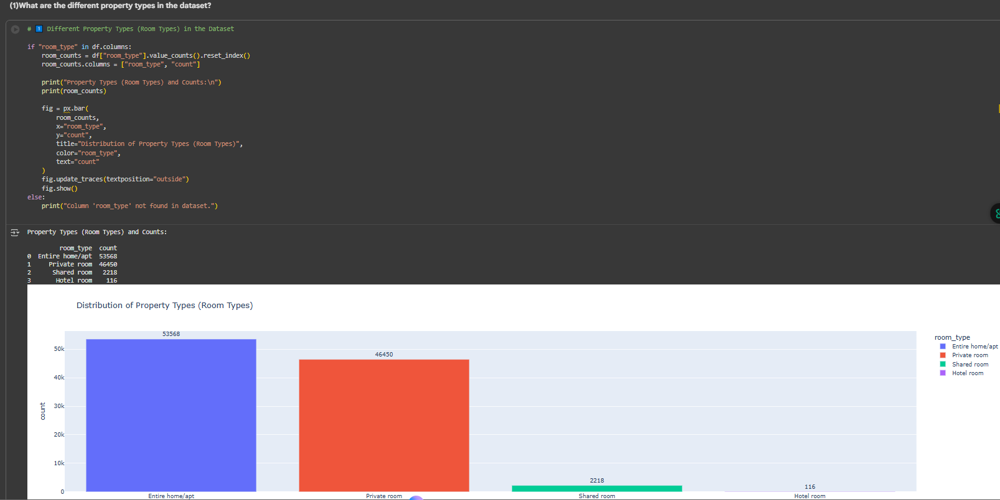 (1)What are the different property types in the dataset?
# 1 Different Property Types (Room Types) in the Dataset
if "room_type" in df.columns:
    room_counts = df["room_type"].value_counts().reset_index()
    room_counts.columns = ["room_type", "count"]
    print("Property Types (Room Types) and Counts:\n")
    print(room_counts)
    fig = px.bar(
        room_counts,
        x="room_type",
        y="count",
        title="Distribution of Property Types (Room Types)",
        color="room_type",
        text="count"
    )
    fig.update_traces(textposition="outside")
    fig.show()
else:
    print("Column 'room_type' not found in dataset.")
Property Types (Room Types) and Counts:
room_type count
0 Entire home/apt 53568
1 Private room 46450
2 Shared room 2218
3 Hotel room 116
Distribution of Property Types (Room Types)
53568
46450
2218
116
50k
40k
30k
20k
10k
0
count
Entire home/apt
Private room
Shared room
Hotel room
room_type
Entire home/apt
Private room
Shared room
Hotel room